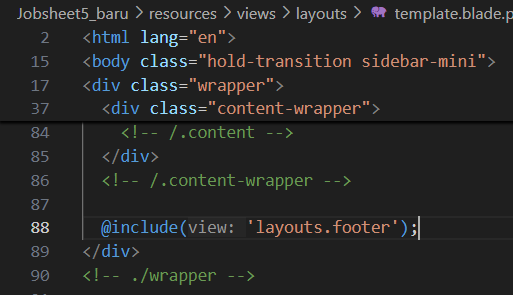 Jobsheet5_baru > resources > views > layouts > template.blade.p
2 <html lang="en">
15 <body class="hold-transition sidebar-mini">
17 <div class="wrapper">
37 <div class="content-wrapper">
84 <!-- /.content -->
85 </div>
86 <!-- /.content-wrapper -->
87
88 @include(view: 'layouts.footer');
89 </div>
90 <!-- ./wrapper -->